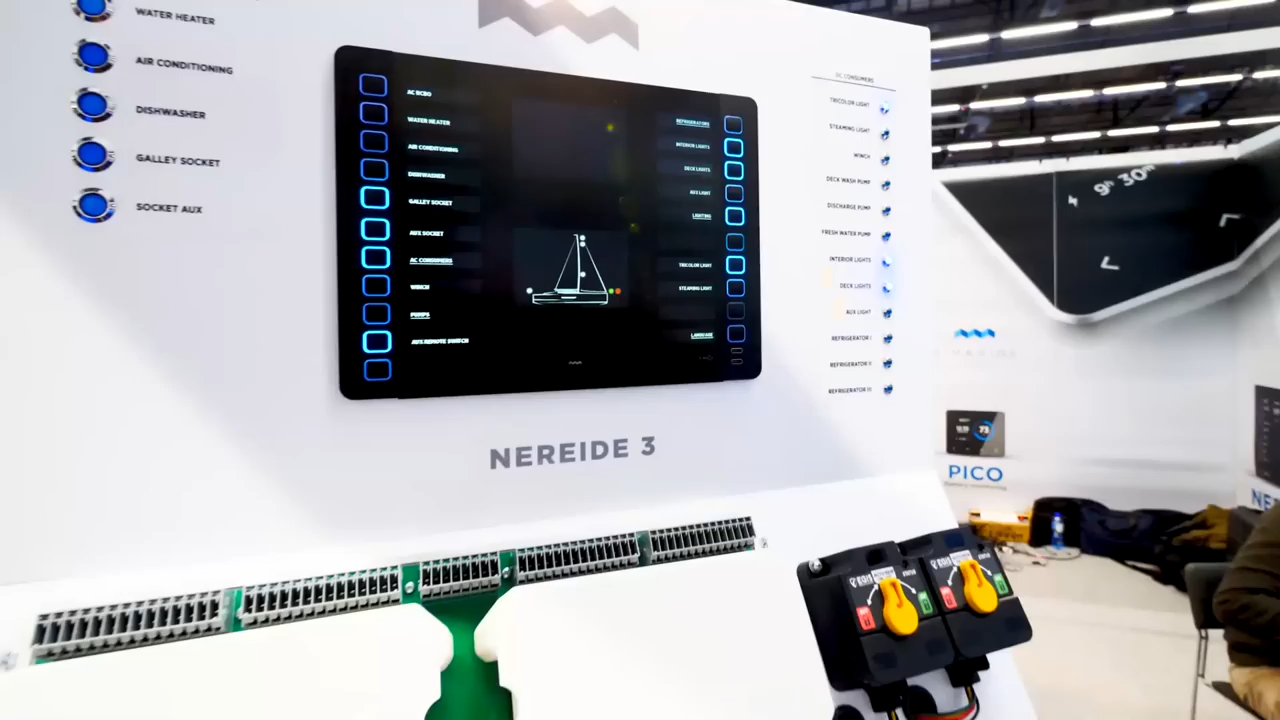 WATER HEATER
AIR CONDITIONING
DISHWASHER
GALLEY SOCKET
SOCKET AUX
AC RCBO
WATER HEATER
AIR CONDITIONING
DISHWASHER
GALLEY SOCKET
AUX SOCKET
AC CONSUMERS
WINCH
PUMPS
AUX REMOTE SWITCH
REFRIGERATORS
INTERIOR LIGHTS
DECK LIGHTS
AUX LIGHT
LIGHTING
TRICOLOR LIGHT
STEAMING LIGHT
LANGUAGE
DC CONSUMERS
TRICOLOR LIGHT
STEAMING LIGHT
WINCH
DECK WASH PUMP
DISCHARGE PUMP
FRESH WATER PUMP
INTERIOR LIGHTS
DECK LIGHTS
AUX LIGHT
REFRIGERATOR I
REFRIGERATOR II
REFRIGERATOR III
NEREIDE 3
9h 30m
73
PICO
NE